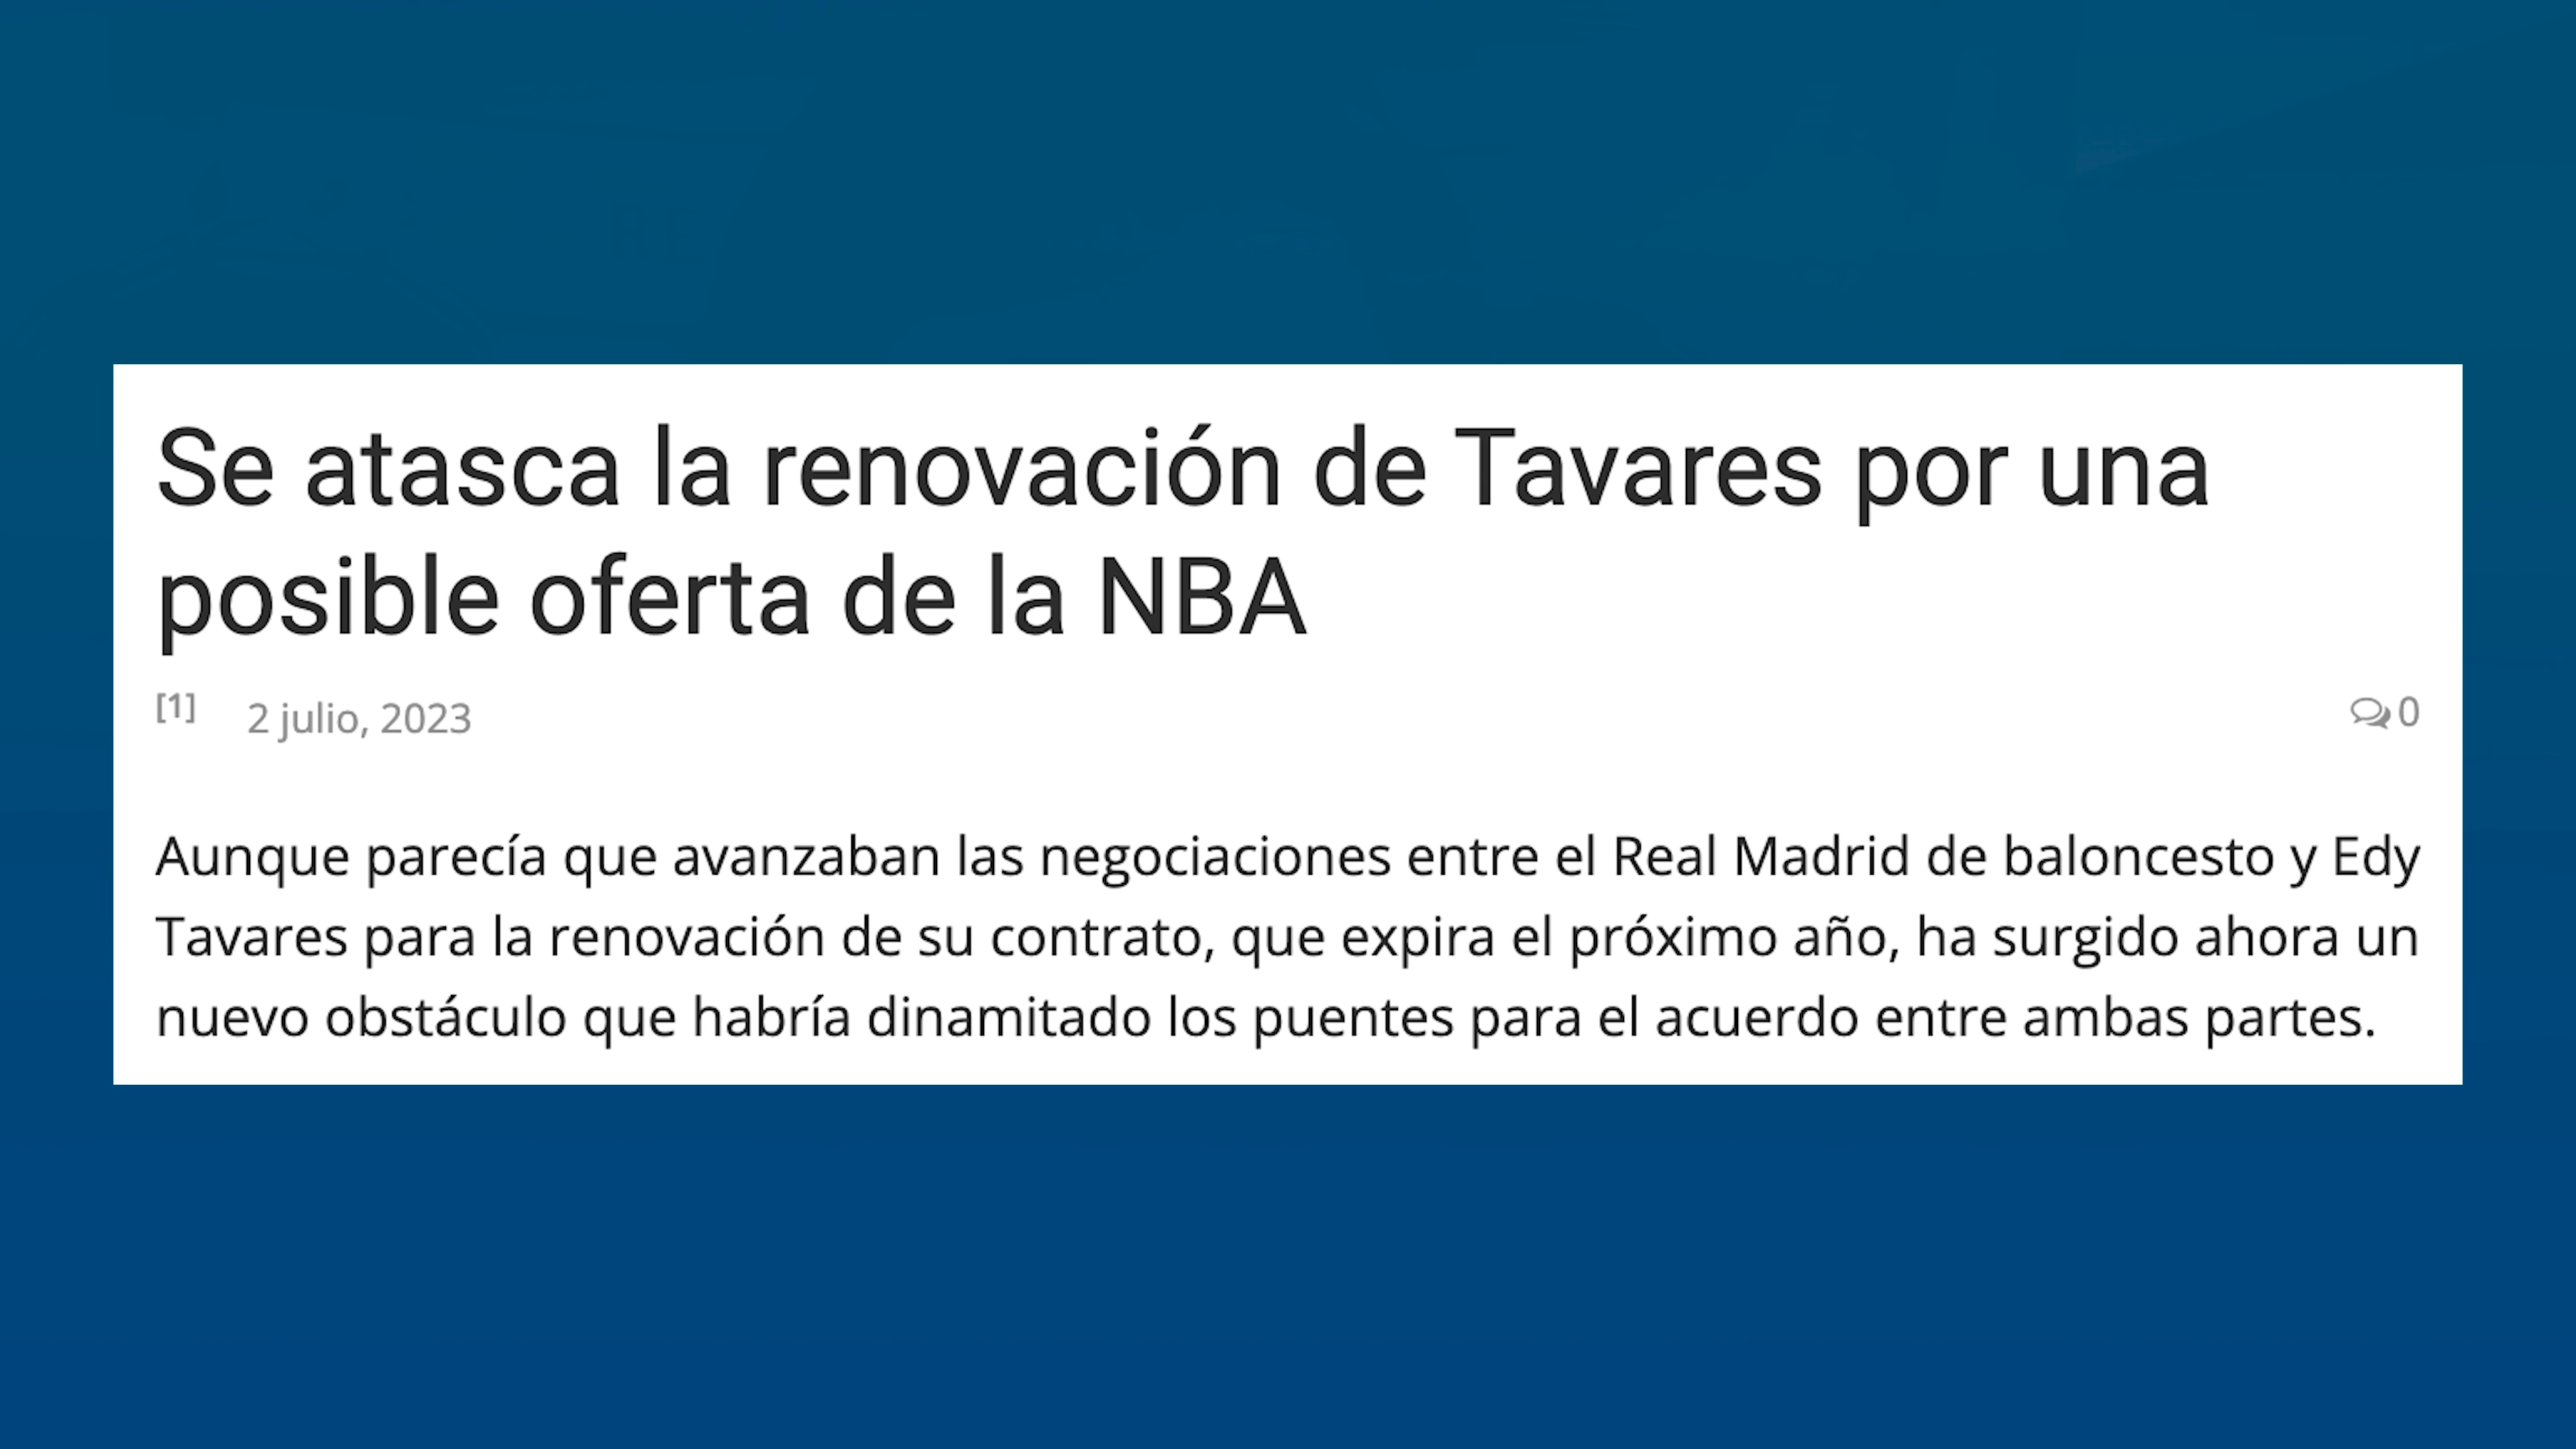 Se atasca la renovación de Tavares por una
posible oferta de la NBA
[1] 2 julio, 2023
0
Aunque parecía que avanzaban las negociaciones entre el Real Madrid de baloncesto y Edy
Tavares para la renovación de su contrato, que expira el próximo año, ha surgido ahora un
nuevo obstáculo que habría dinamitado los puentes para el acuerdo entre ambas partes.